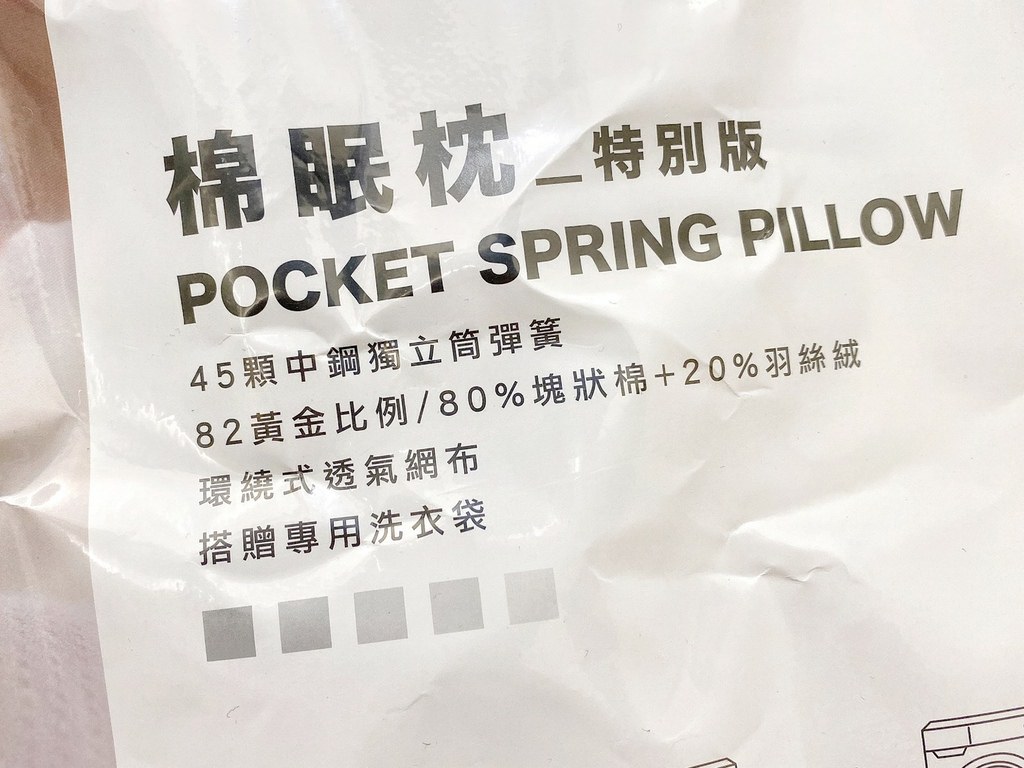 棉眠枕_特別版
POCKET SPRING PILLOW
45顆中鋼獨立筒彈簧
82黃金比例/80%塊狀棉+20%羽絲絨
環繞式透氣網布
搭贈專用洗衣袋